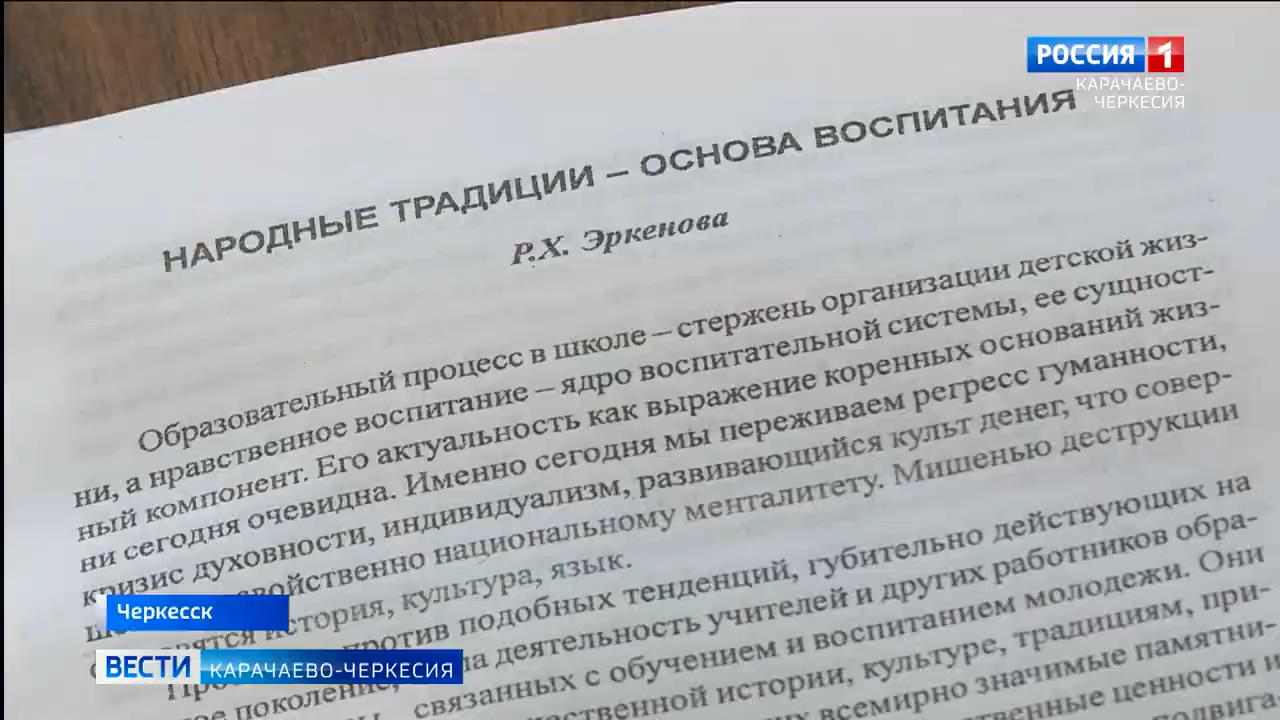 РОССИЯ 1
КАРАЧАЕВО-
ЧЕРКЕСИЯ
НАРОДНЫЕ ТРАДИЦИИ – ОСНОВА ВОСПИТАНИЯ
Р.Х. Эркенова
Образовательный процесс в школе – стержень организации детской жиз-
ни, а нравственное воспитание – ядро воспитательной системы, ее сущност-
ный компонент. Его актуальность как выражение коренных оснований жиз-
ни сегодня очевидна. Именно сегодня мы переживаем регресс гуманности,
кризис духовности, индивидуализм, развивающийся культ денег, что совер-
свойственно национальному менталитету. Мишенью деструкции
история, культура, язык.
против подобных тенденций, губительно действующих на
поколение, деятельность учителей и других работников обра-
связанных с обучением и воспитанием молодежи. Они
истории, культуре, традициям, при-
всемирно значимые памятни-
ценности и
Черкесск
ВЕСТИ КАРАЧАЕВО-ЧЕРКЕСИЯ